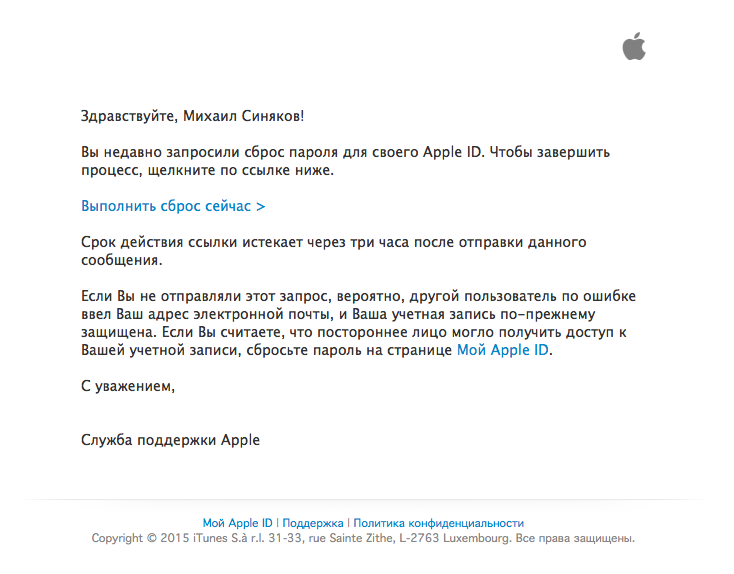 Здравствуйте, Михаил Синяков!
Вы недавно запросили сброс пароля для своего Apple ID. Чтобы завершить
процесс, щелкните по ссылке ниже.
Выполнить сброс сейчас >
Срок действия ссылки истекает через три часа после отправки данного
сообщения.
Если Вы не отправляли этот запрос, вероятно, другой пользователь по ошибке
ввел Ваш адрес электронной почты, и Ваша учетная запись по-прежнему
защищена. Если Вы считаете, что постороннее лицо могло получить доступ к
Вашей учетной записи, сбросьте пароль на странице Мой Apple ID.
С уважением,
Служба поддержки Apple
Мой Apple ID | Поддержка | Политика конфиденциальности
Copyright © 2015 iTunes S.à r.l. 31-33, rue Sainte Zithe, L-2763 Luxembourg. Все права защищены.